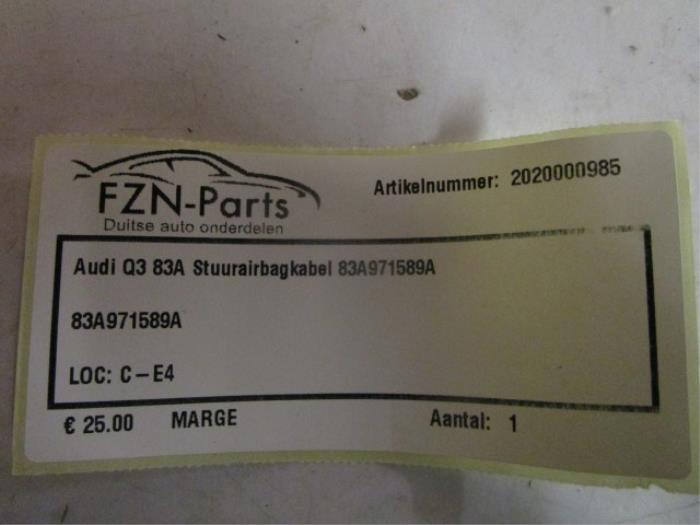 FZN-Parts
Duitse auto onderdelen
Artikelnummer: 2020000985
Audi Q3 83A Stuurairbagkabel 83A971589A
83A971589A
LOC: C-E4
€ 25.00 MARGE Aantal: 1